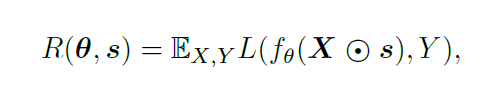 R(θ, s) = 𝔼_{X,Y} L(f_θ(X ⊙ s), Y),